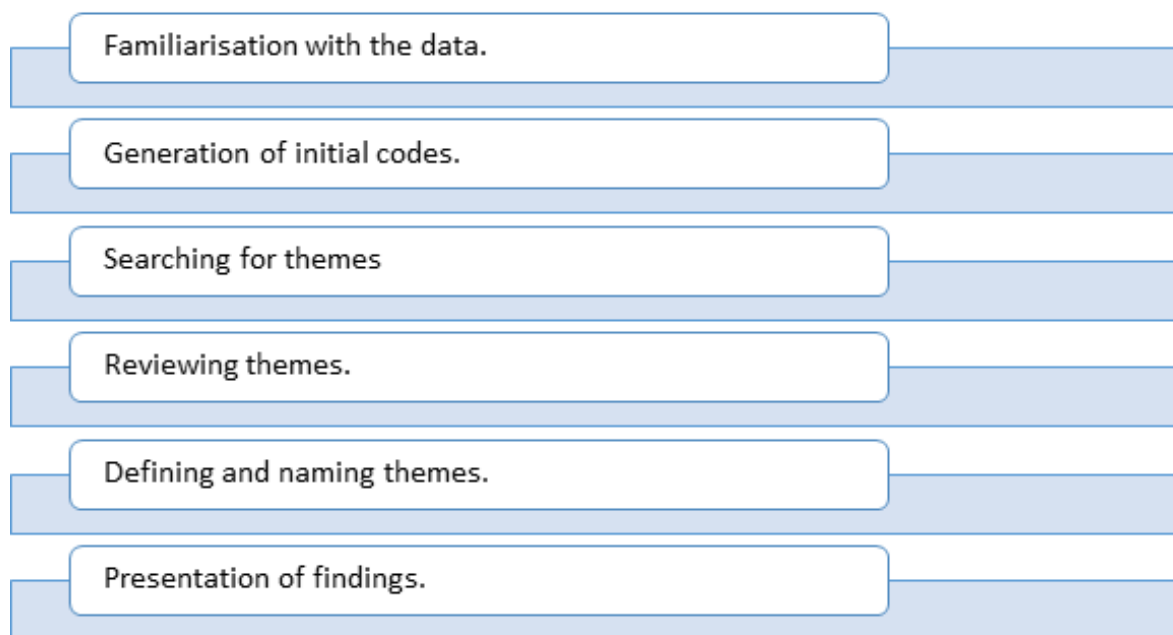 Familiarisation with the data.
Generation of initial codes.
Searching for themes
Reviewing themes.
Defining and naming themes.
Presentation of findings.